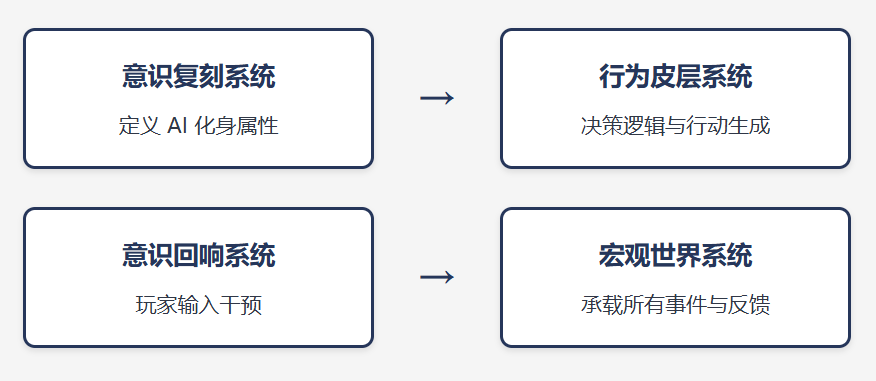 意识复刻系统
定义 AI 化身属性
→
行为皮层系统
决策逻辑与行动生成
意识回响系统
玩家输入干预
→
宏观世界系统
承载所有事件与反馈